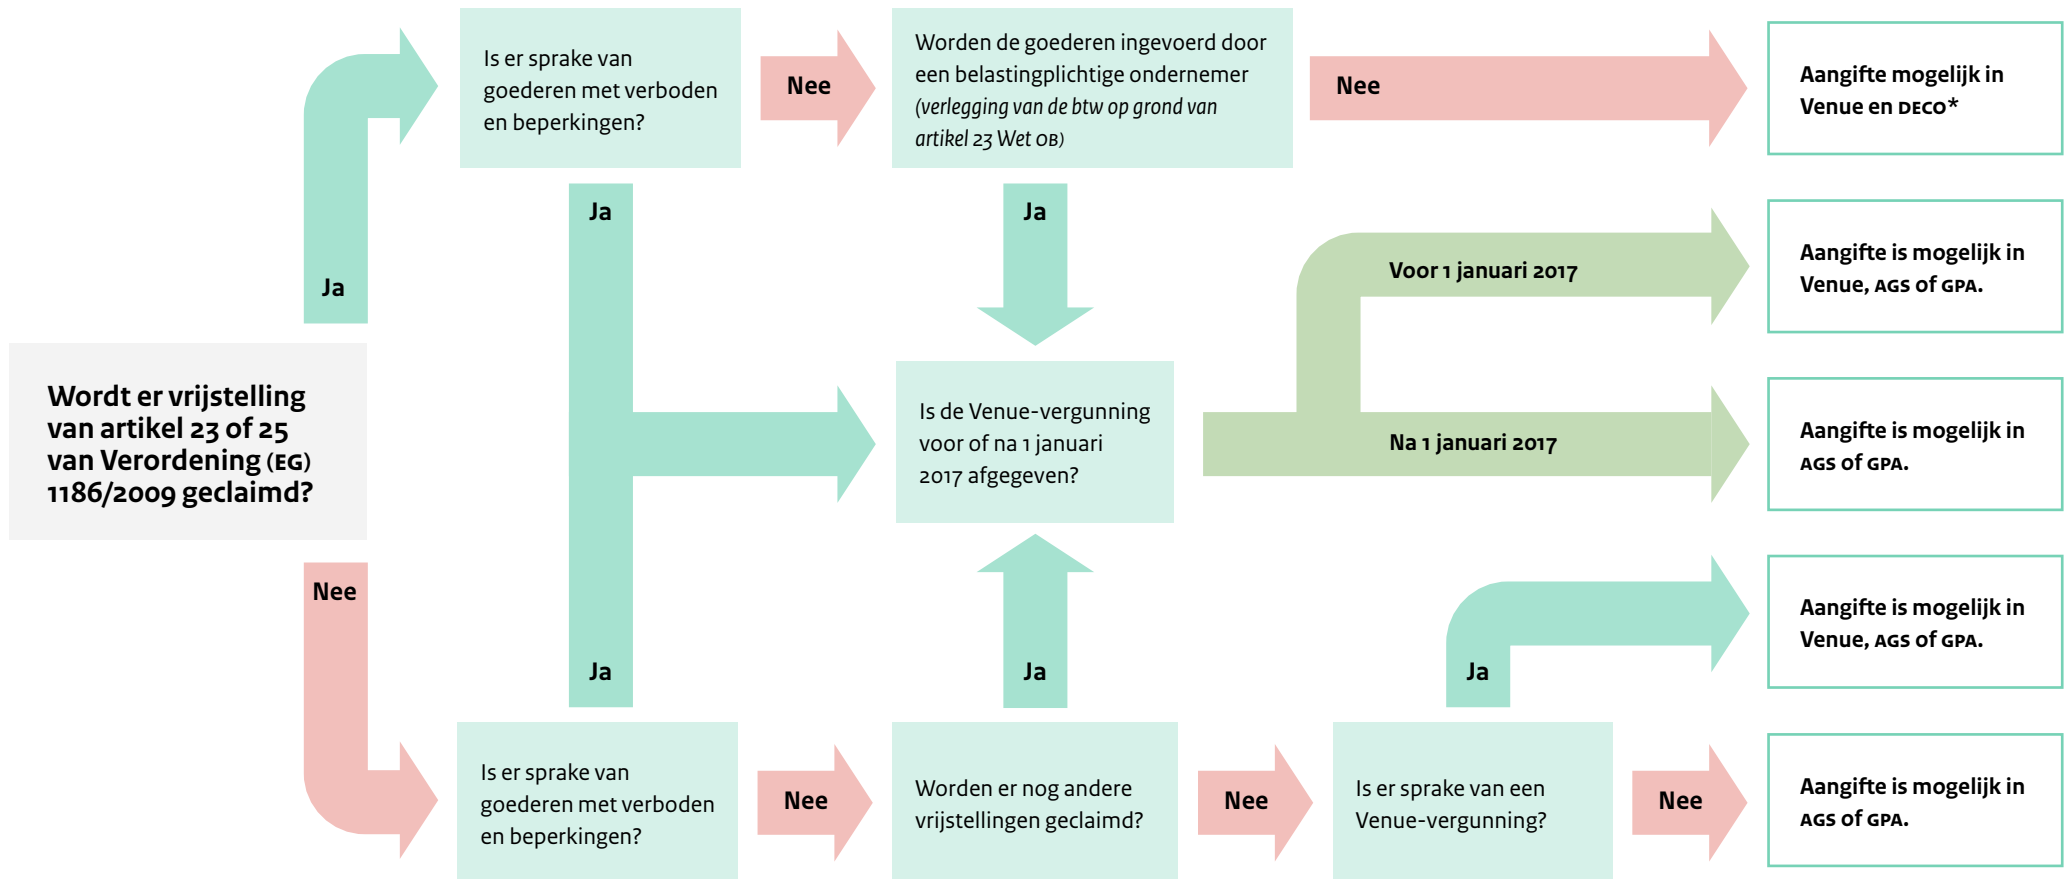 Is er sprake van
goederen met verboden
en beperkingen?
Nee
Worden de goederen ingevoerd door
een belastingplichtige ondernemer
(verlegging van de btw op grond van
artikel 23 Wet OB)
Nee
Aangifte mogelijk in
Venue en DECO*
Ja
Ja
Ja
Voor 1 januari 2017
Aangifte is mogelijk in
Venue, AGS of GPA.
Wordt er vrijstelling
van artikel 23 of 25
van Verordening (EG)
1186/2009 geclaimd?
Is de Venue-vergunning
voor of na 1 januari
2017 afgegeven?
Na 1 januari 2017
Aangifte is mogelijk in
AGS of GPA.
Nee
Ja
Ja
Ja
Aangifte is mogelijk in
Venue, AGS of GPA.
Is er sprake van
goederen met verboden
en beperkingen?
Nee
Worden er nog andere
vrijstellingen geclaimd?
Nee
Is er sprake van een
Venue-vergunning?
Nee
Aangifte is mogelijk in
AGS of GPA.